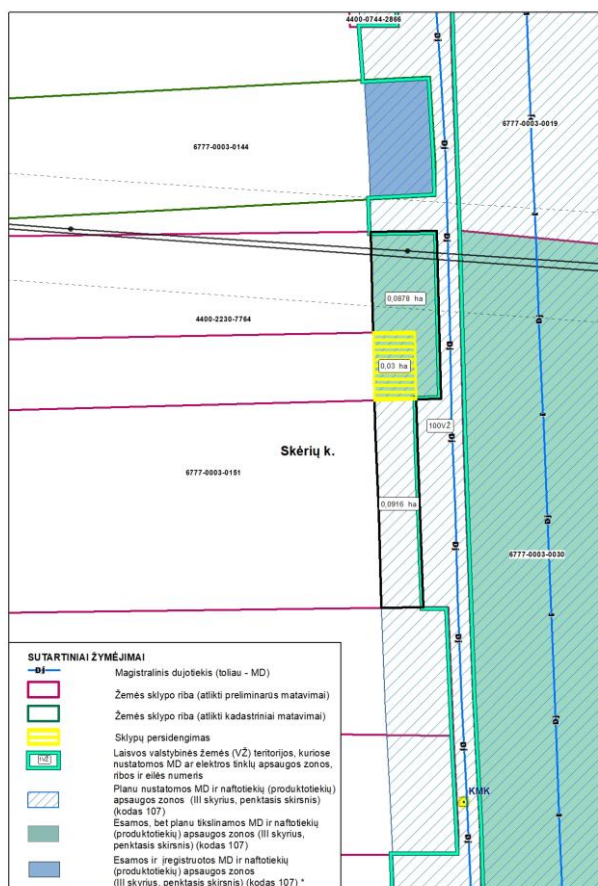 4400-0744-2866
6777-0003-0019
6777-0003-0144
0,0878 ha
4400-2230-7764
0,03 ha
100VŽ
Skėrių k.
6777-0003-0151
0,0916 ha
6777-0003-0030
KMK
SUTARTINIAI ŽYMĖJIMAI
Magistralinis dujotiekis (toliau - MD)
Žemės sklypo riba (atlikti preliminarūs matavimai)
Žemės sklypo riba (atlikti kadastriniai matavimai)
Sklypų persidengimas
Laisvos valstybinės žemės (VŽ) teritorijos, kuriose
nustatomos MD ar elektros tinklų apsaugos zonos,
ribos ir eilės numeris
Planu nustatomos MD ir naftotiekių (produktotiekių)
apsaugos zonos (III skyrius, penktasis skirsnis)
(kodas 107)
Esamos, bet planu tikslinamos MD ir naftotiekių
(produktotiekių) apsaugos zonos (III skyrius,
penktasis skirsnis) (kodas 107)
Esamos ir įregistruotos MD ir naftotiekių
(produktotiekių) apsaugos zonos
(III skyrius, penktasis skirsnis) (kodas 107) *